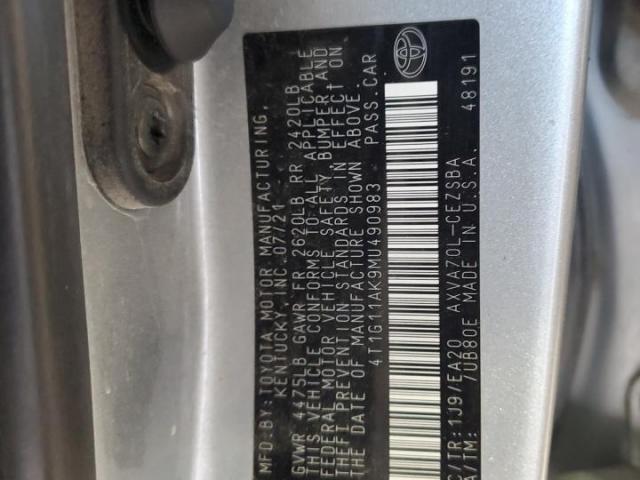 MFD.BY:TOYOTA MOTOR MANUFACTURING,
KENTUCKY, INC. 07/21
GVWR 4475LB GAWR FR 2620LB RR 2420LB
THIS VEHICLE CONFORMS TO ALL APPLICABLE
FEDERAL MOTOR VEHICLE SAFETY, BUMPER, AND
THEFT PREVENTION STANDARDS IN EFFECT ON
THE DATE OF MANUFACTURE SHOWN ABOVE.
4T1G11AK9MU490983 PASS.CAR
C/TR:1J9/EA20 AXVA70L-CEZSBA
A/TM: /UB80E MADE IN U.S.A. 48191